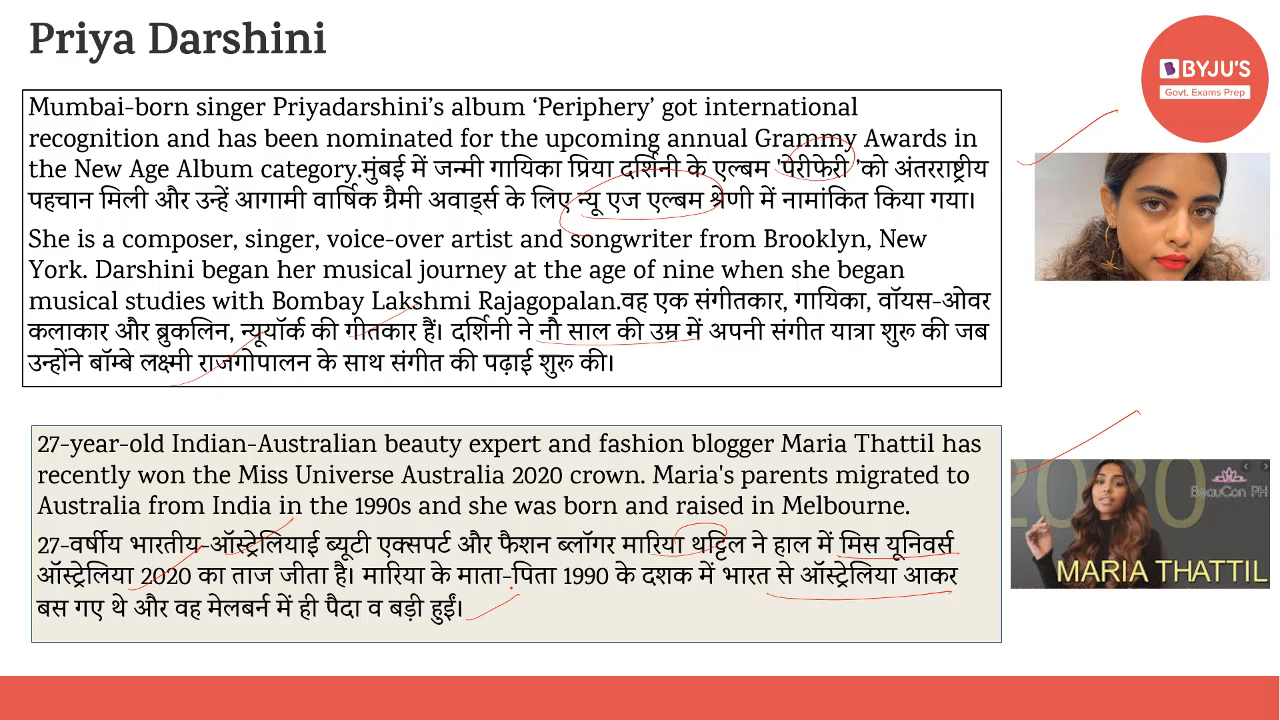 Priya Darshini
BYJU'S
Govt. Exams Prep
Mumbai-born singer Priyadarshini's album 'Periphery' got international
recognition and has been nominated for the upcoming annual Grammy Awards in
the New Age Album category.मुंबई में जन्मी गायिका प्रिया दर्शिनी के एल्बम 'पेरीफेरी 'को अंतरराष्ट्रीय
पहचान मिली और उन्हें आगामी वार्षिक ग्रैमी अवार्ड्स के लिए न्यू एज एल्बम श्रेणी में नामांकित किया गया।
She is a composer, singer, voice-over artist and songwriter from Brooklyn, New
York. Darshini began her musical journey at the age of nine when she began
musical studies with Bombay Lakshmi Rajagopalan.वह एक संगीतकार, गायिका, वॉयस-ओवर
कलाकार और ब्रुकलिन, न्यूयॉर्क की गीतकार हैं। दर्शिनी ने नौ साल की उम्र में अपनी संगीत यात्रा शुरू की जब
उन्होंने बॉम्बे लक्ष्मी राजगोपालन के साथ संगीत की पढ़ाई शुरू की।
27-year-old Indian-Australian beauty expert and fashion blogger Maria Thattil has
recently won the Miss Universe Australia 2020 crown. Maria's parents migrated to
Australia from India in the 1990s and she was born and raised in Melbourne.
27-वर्षीय भारतीय-ऑस्ट्रेलियाई ब्यूटी एक्सपर्ट और फैशन ब्लॉगर मारिया थट्टिल ने हाल में मिस यूनिवर्स
ऑस्ट्रेलिया 2020 का ताज जीता है। मारिया के माता-पिता 1990 के दशक में भारत से ऑस्ट्रेलिया आकर
बस गए थे और वह मेलबर्न में ही पैदा व बड़ी हुईं।
2020
BeauCon PH
MARIA THATTIL